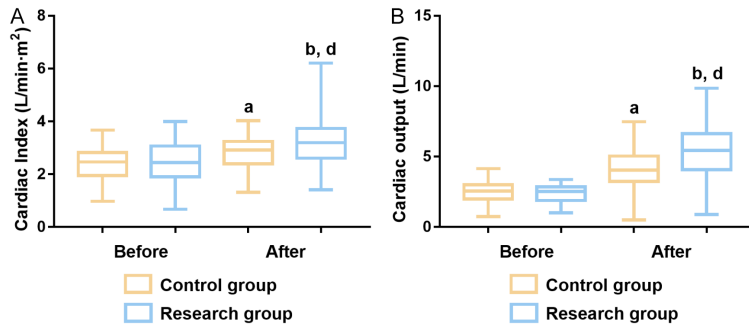 A
Cardiac Index (L/min·m²)
8
6
4
2
0
a
b, d
Before
After
Control group
Research group
B
Cardiac output (L/min)
15
10
5
0
a
b, d
Before
After
Control group
Research group